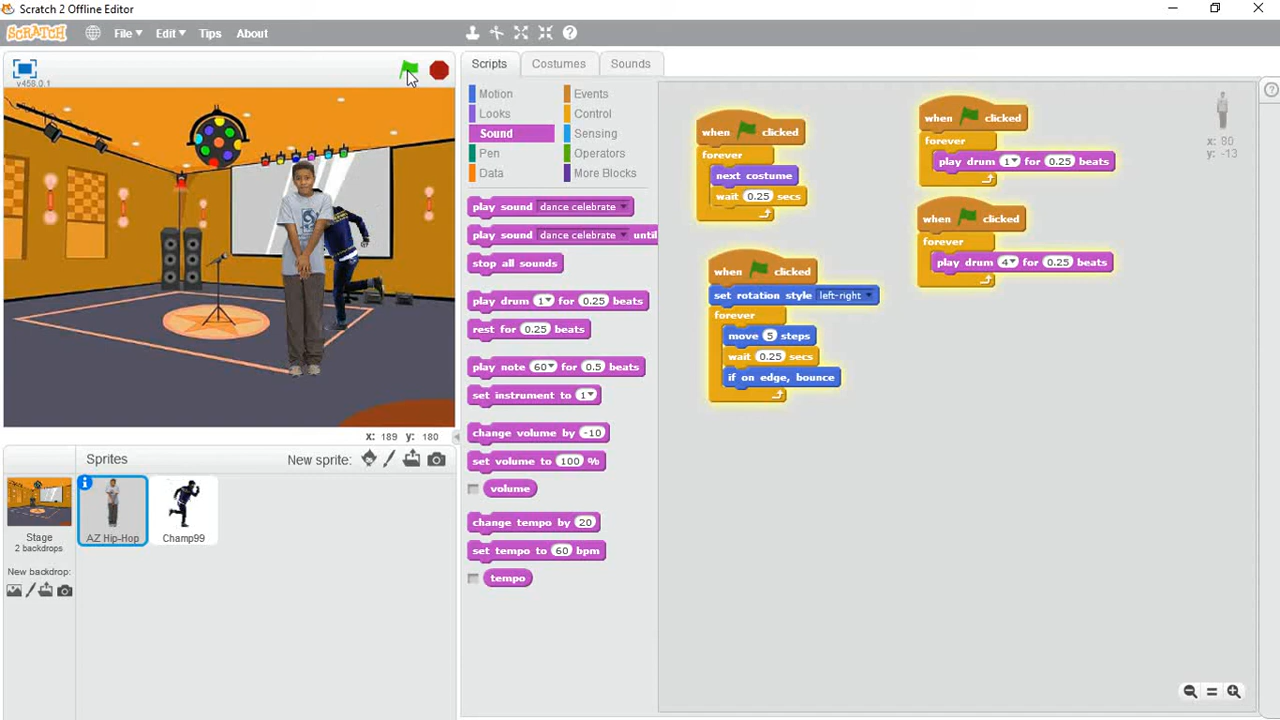 Scratch 2 Offline Editor
SCRATCH File Edit Tips About
v458.0.1
Scripts Costumes Sounds
Motion Events
Looks Control
Sound Sensing
Pen Operators
Data More Blocks
play sound dance celebrate
play sound dance celebrate until
stop all sounds
play drum 1 for 0.25 beats
rest for 0.25 beats
play note 60 for 0.5 beats
set instrument to 1
change volume by -10
set volume to 100 %
volume
change tempo by 20
set tempo to 60 bpm
tempo
when clicked
forever
next costume
wait 0.25 secs
when clicked
set rotation style left-right
forever
move 5 steps
wait 0.25 secs
if on edge, bounce
when clicked
forever
play drum 1 for 0.25 beats
when clicked
forever
play drum 4 for 0.25 beats
x: 80
y: -13
x: 189 y: 180
Sprites New sprite:
Stage
2 backdrops
New backdrop:
AZ Hip-Hop
Champ99